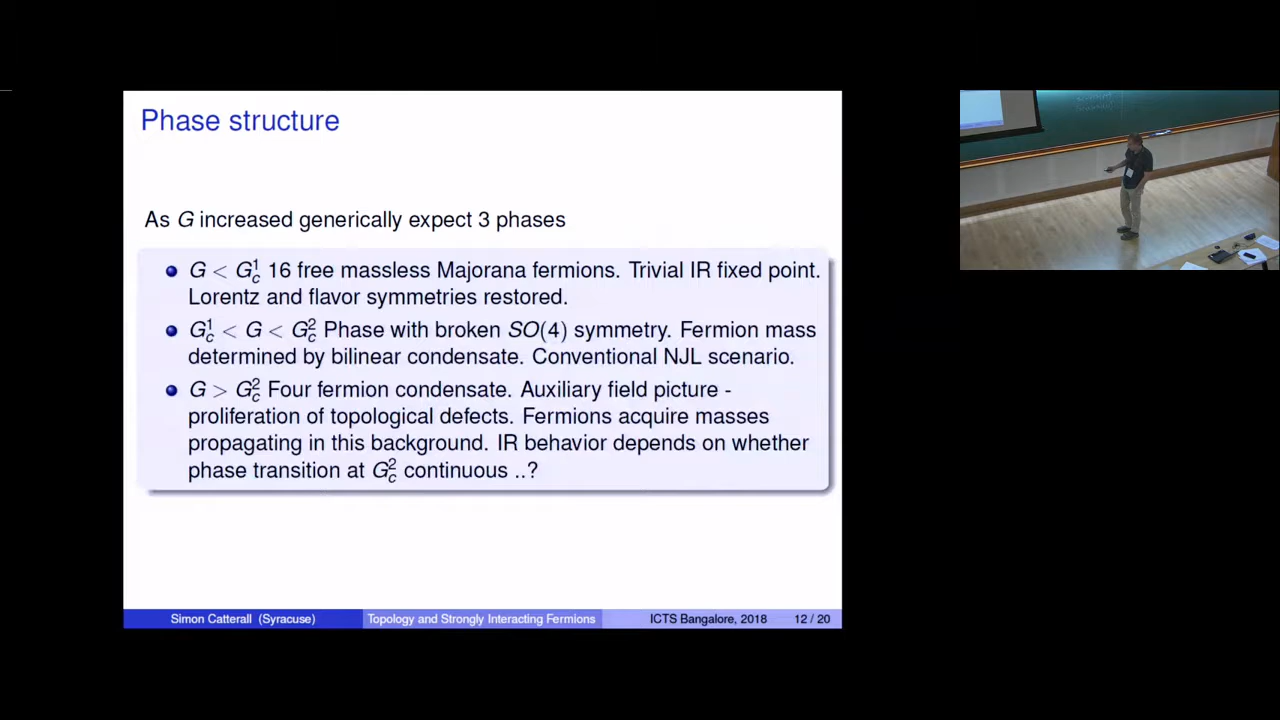 Phase structure
As G increased generically expect 3 phases
G < G_c^1 16 free massless Majorana fermions. Trivial IR fixed point.
Lorentz and flavor symmetries restored.
G_c^1 < G < G_c^2 Phase with broken SO(4) symmetry. Fermion mass
determined by bilinear condensate. Conventional NJL scenario.
G > G_c^2 Four fermion condensate. Auxiliary field picture -
proliferation of topological defects. Fermions acquire masses
propagating in this background. IR behavior depends on whether
phase transition at G_c^2 continuous ..?
Simon Catterall (Syracuse) Topology and Strongly Interacting Fermions ICTS Bangalore, 2018 12 / 20